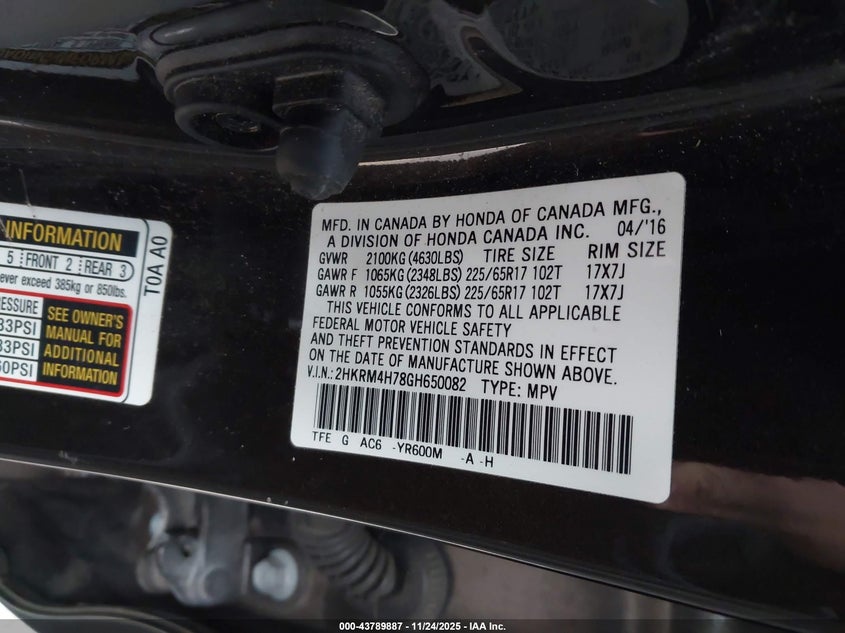 INFORMATION
5 FRONT 2 REAR 3
ever exceed 385kg or 850lbs.
RESSURE
33PSI
33PSI
60PSI
SEE OWNER'S
MANUAL FOR
ADDITIONAL
INFORMATION
T0A A0
MFD. IN CANADA BY HONDA OF CANADA MFG.,
A DIVISION OF HONDA CANADA INC. 04/'16
GVWR 2100KG (4630LBS) TIRE SIZE RIM SIZE
GAWR F 1065KG (2348LBS) 225/65R17 102T 17X7J
GAWR R 1055KG (2326LBS) 225/65R17 102T 17X7J
THIS VEHICLE CONFORMS TO ALL APPLICABLE
FEDERAL MOTOR VEHICLE SAFETY
AND THEFT PREVENTION STANDARDS IN EFFECT
ON THE DATE OF MANUFACTURE SHOWN ABOVE.
V.I.N.: 2HKRM4H78GH650082 TYPE: MPV
TFE G AC6 -YR600M -A -H
000-43789887 - 11/24/2025 - IAA Inc.